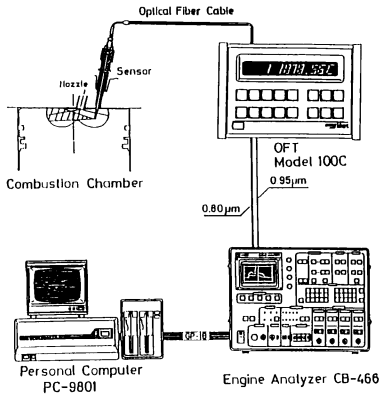 Optical Fiber Cable
Sensor
Nozzle
OFT
Model 100C
Combustion Chamber
0.95µm
0.80µm
GP-IB
Personal Computer
PC-9801
Engine Analyzer CB-466